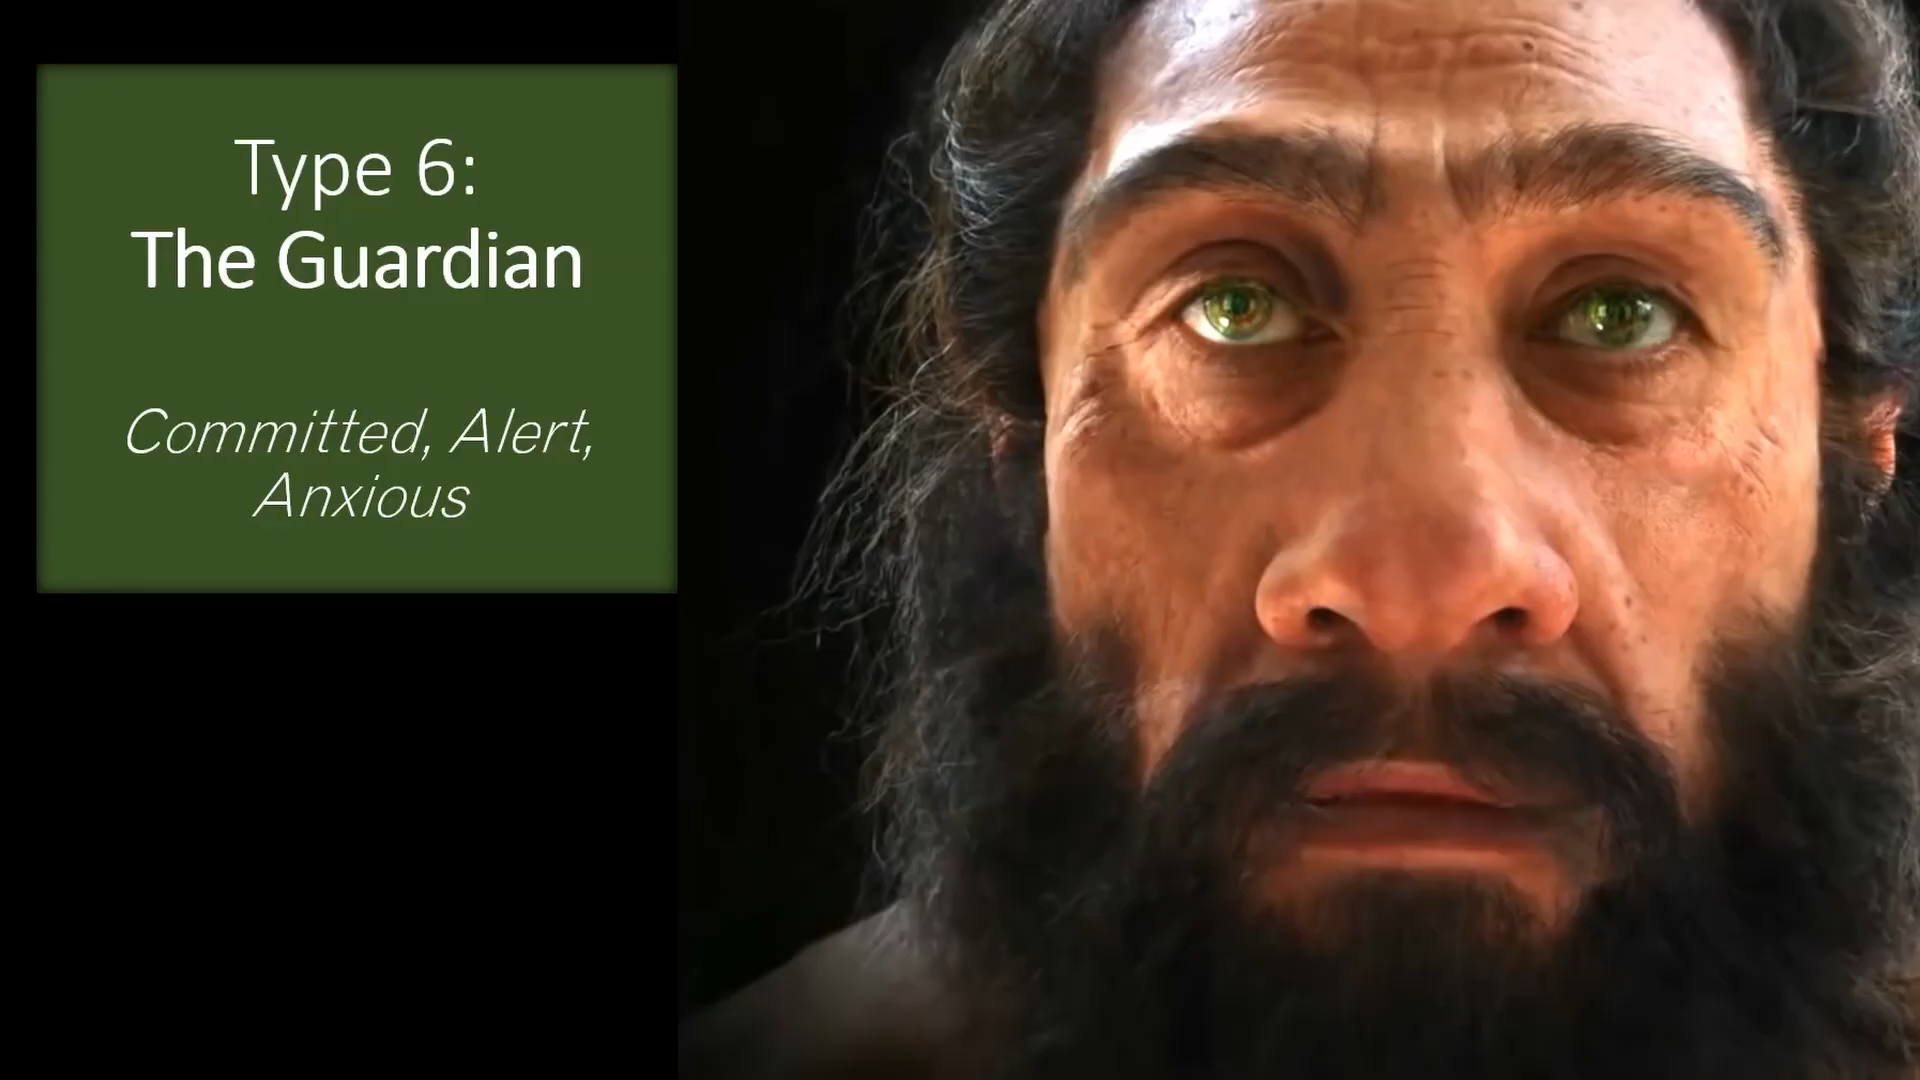 Type 6:
The Guardian
Committed, Alert,
Anxious